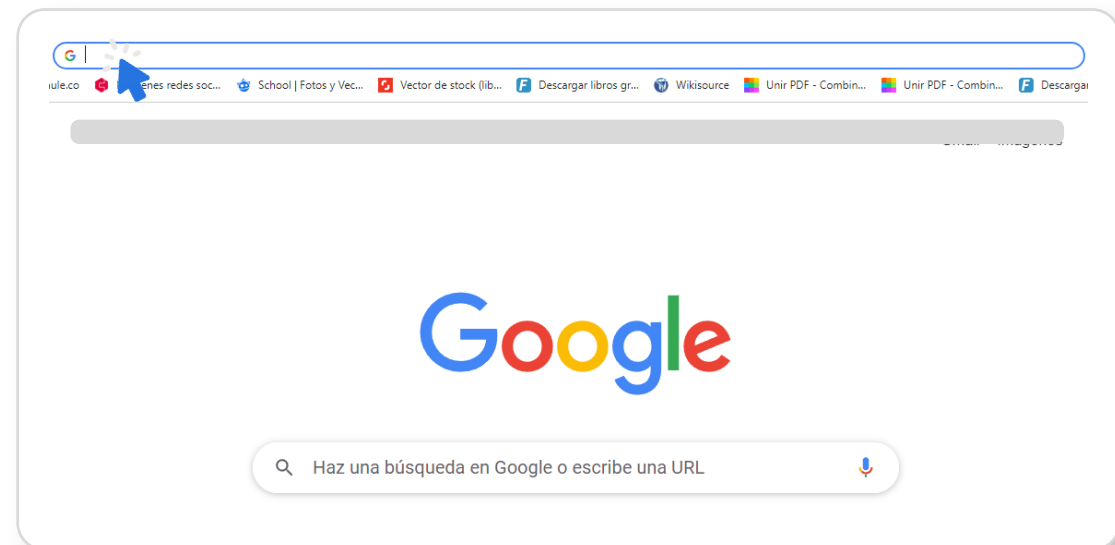 G
ule.co enes redes soc... School | Fotos y Vec... Vector de stock (lib... Descargar libros gr... Wikisource Unir PDF - Combin... Unir PDF - Combin... Descargar
Google
Haz una búsqueda en Google o escribe una URL